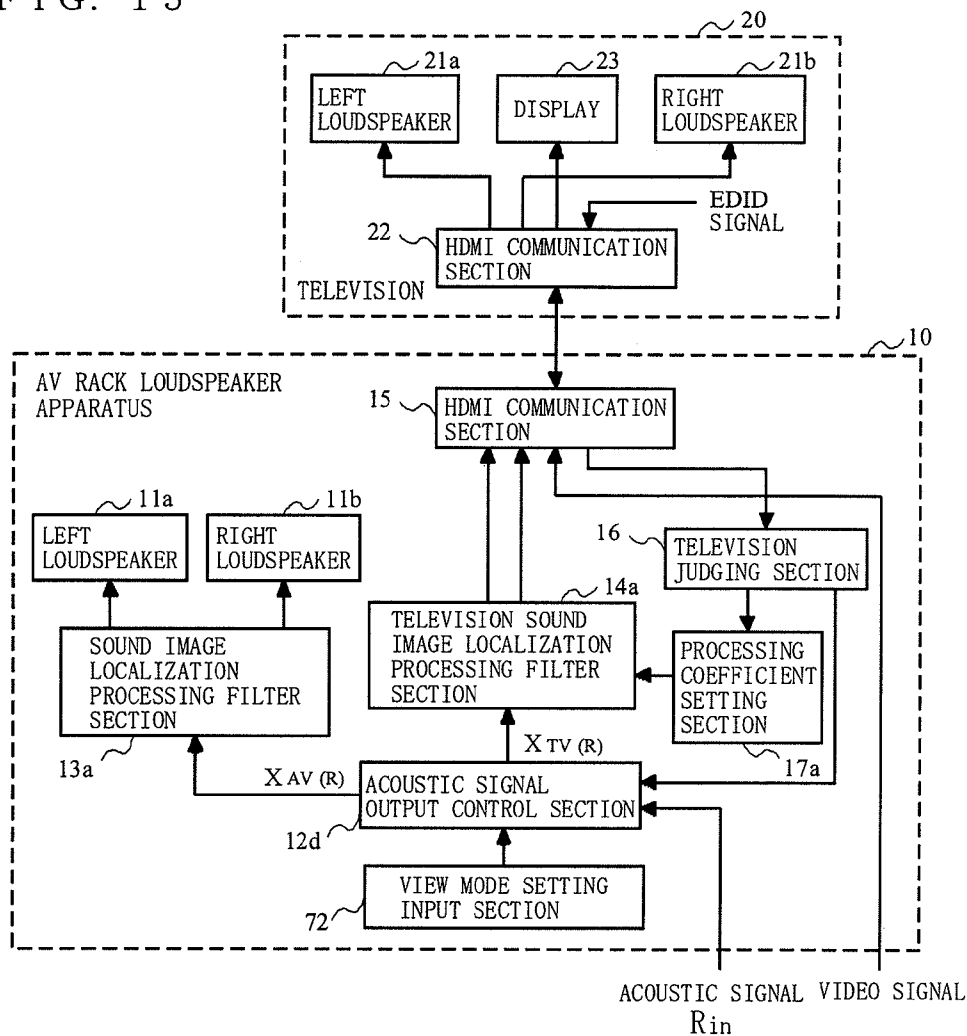 FIG. 15
20
21a
23
21b
LEFT
LOUDSPEAKER
DISPLAY
RIGHT
LOUDSPEAKER
EDID
SIGNAL
22
HDMI COMMUNICATION
SECTION
TELEVISION
10
AV RACK LOUDSPEAKER
APPARATUS
15
HDMI COMMUNICATION
SECTION
11a
11b
LEFT
LOUDSPEAKER
RIGHT
LOUDSPEAKER
16
TELEVISION
JUDGING SECTION
14a
SOUND IMAGE
LOCALIZATION
PROCESSING FILTER
SECTION
TELEVISION SOUND
IMAGE LOCALIZATION
PROCESSING FILTER
SECTION
PROCESSING
COEFFICIENT
SETTING
SECTION
13a
17a
X AV (R)
X TV (R)
ACOUSTIC SIGNAL
OUTPUT CONTROL SECTION
12d
VIEW MODE SETTING
INPUT SECTION
72
ACOUSTIC SIGNAL
Rin
VIDEO SIGNAL